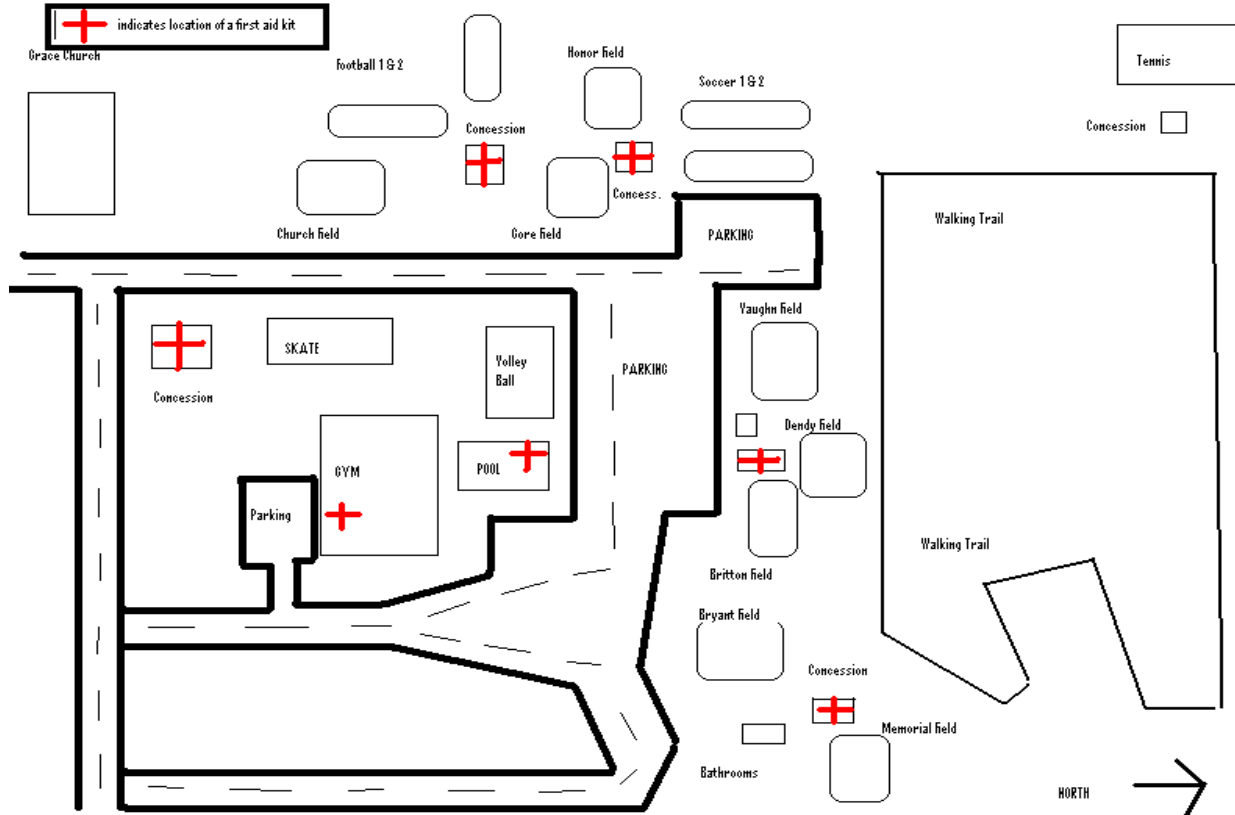 indicates location of a first aid kit
Grace Church
Football 1 & 2
Honor Field
Soccer 1 & 2
Tennis
Concession
Concession
Concess.
Walking Trail
Church Field
Gore Field
PARKING
Vaughn Field
SKATE
Volley
Ball
PARKING
Concession
Dendy Field
GYM
POOL
Parking
Walking Trail
Britton Field
Bryant Field
Concession
Memorial Field
Bathrooms
NORTH